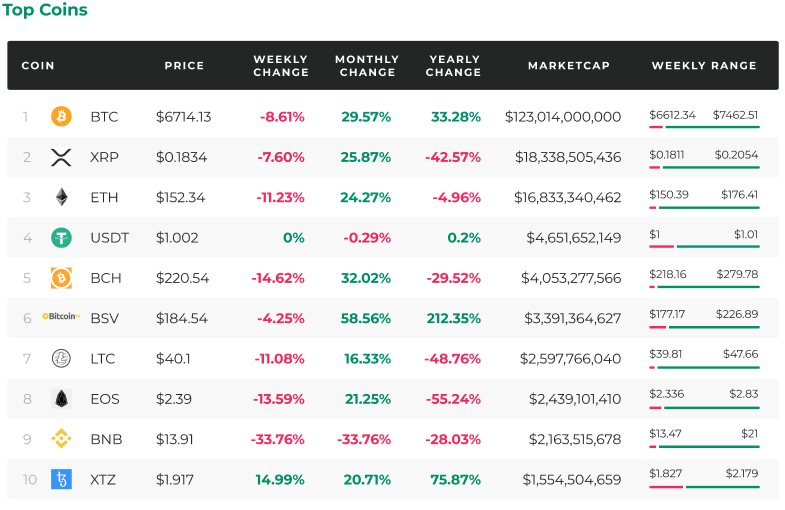 Top Coins
COIN PRICE WEEKLY CHANGE MONTHLY CHANGE YEARLY CHANGE MARKETCAP WEEKLY RANGE
1 BTC $6714.13 -8.61% 29.57% 33.28% $123,014,000,000 $6612.34 $7462.51
2 XRP $0.1834 -7.60% 25.87% -42.57% $18,338,505,436 $0.1811 $0.2054
3 ETH $152.34 -11.23% 24.27% -4.96% $16,833,340,462 $150.39 $176.41
4 USDT $1.002 0% -0.29% 0.2% $4,651,652,149 $1 $1.01
5 BCH $220.54 -14.62% 32.02% -29.52% $4,053,277,566 $218.16 $279.78
6 Bitcoin BSV $184.54 -4.25% 58.56% 212.35% $3,391,364,627 $177.17 $226.89
7 LTC $40.1 -11.08% 16.33% -48.76% $2,597,766,040 $39.81 $47.66
8 EOS $2.39 -13.59% 21.25% -55.24% $2,439,101,410 $2.336 $2.83
9 BNB $13.91 -33.76% -33.76% -28.03% $2,163,515,678 $13.47 $21
10 XTZ $1.917 14.99% 20.71% 75.87% $1,554,504,659 $1.827 $2.179